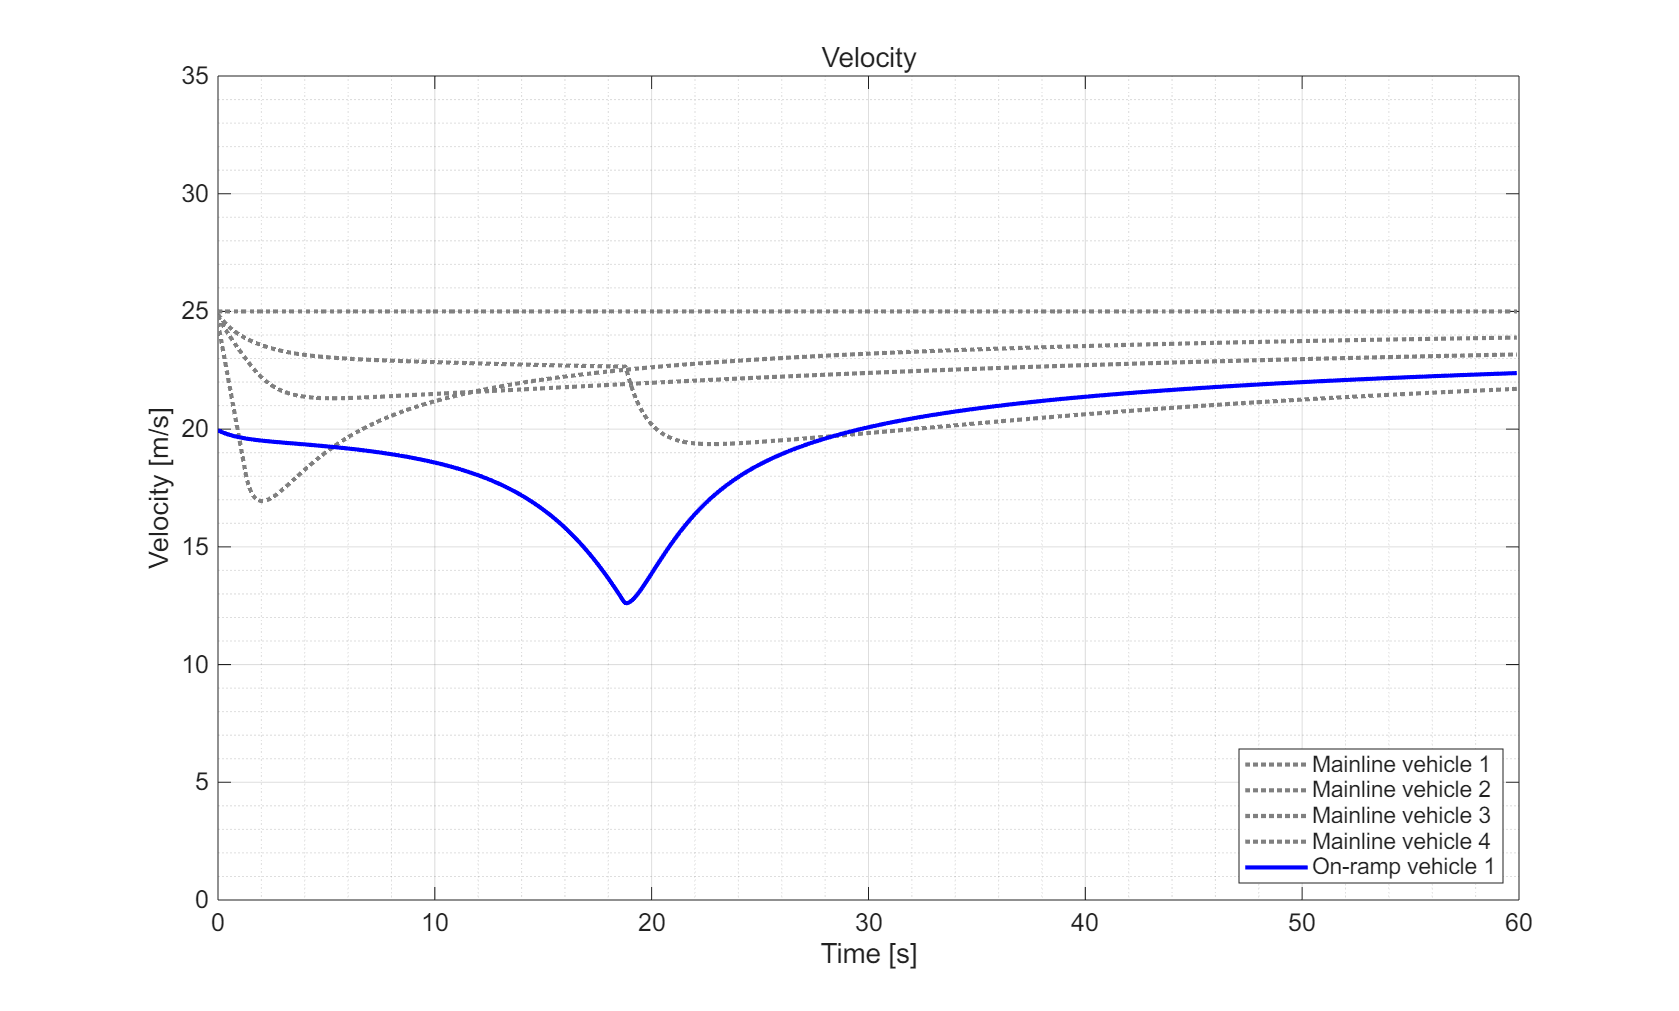 Velocity
35
30
25
20
15
10
5
0
Velocity [m/s]
0 10 20 30 40 50 60
Time [s]
Mainline vehicle 1
Mainline vehicle 2
Mainline vehicle 3
Mainline vehicle 4
On-ramp vehicle 1